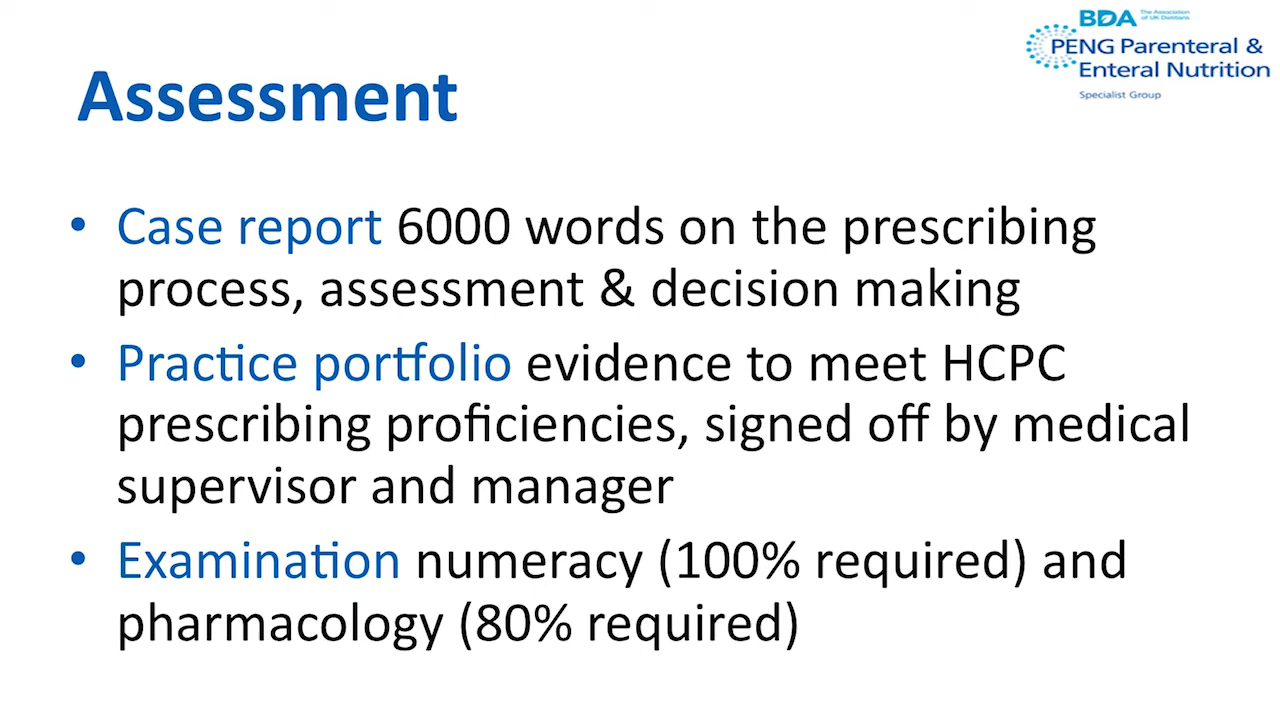 BDA The Association
of UK Dietitians
PENG Parenteral &
Enteral Nutrition
Specialist Group
Assessment
• Case report 6000 words on the prescribing
process, assessment & decision making
• Practice portfolio evidence to meet HCPC
prescribing proficiencies, signed off by medical
supervisor and manager
• Examination numeracy (100% required) and
pharmacology (80% required)